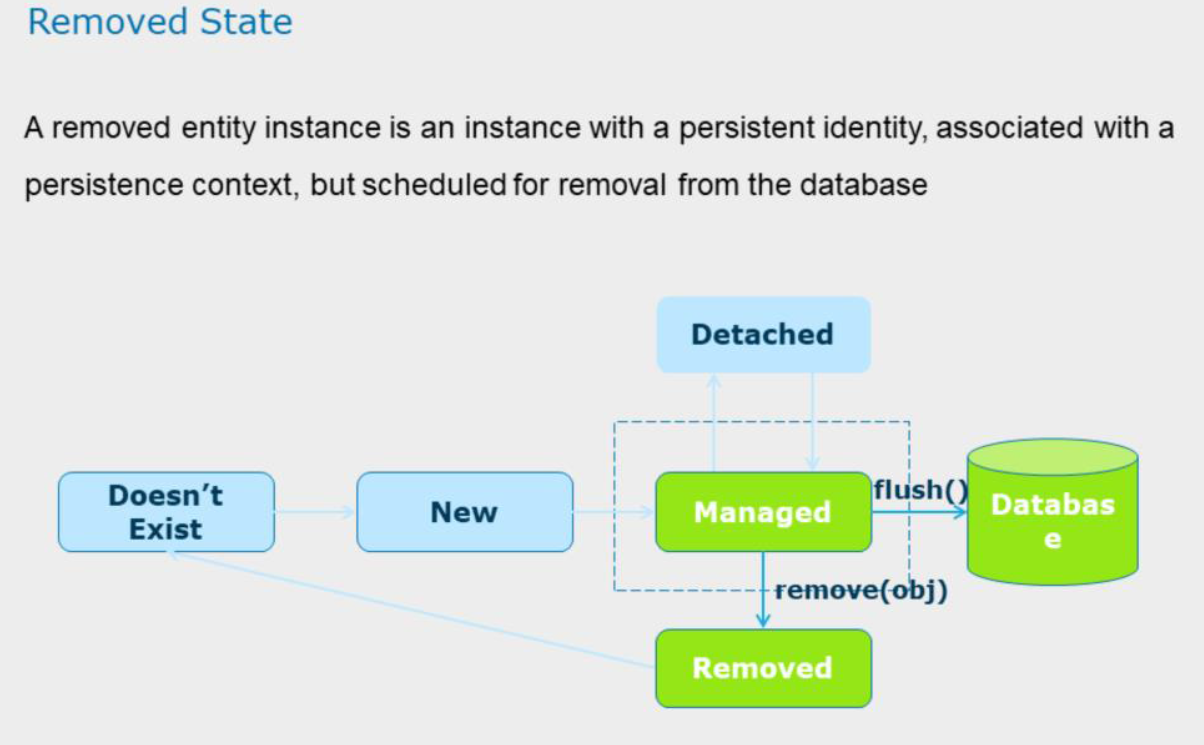 Removed State
A removed entity instance is an instance with a persistent identity, associated with a
persistence context, but scheduled for removal from the database
Detached
Doesn’t
Exist
New
Managed
flush()
Databas
e
remove(obj)
Removed